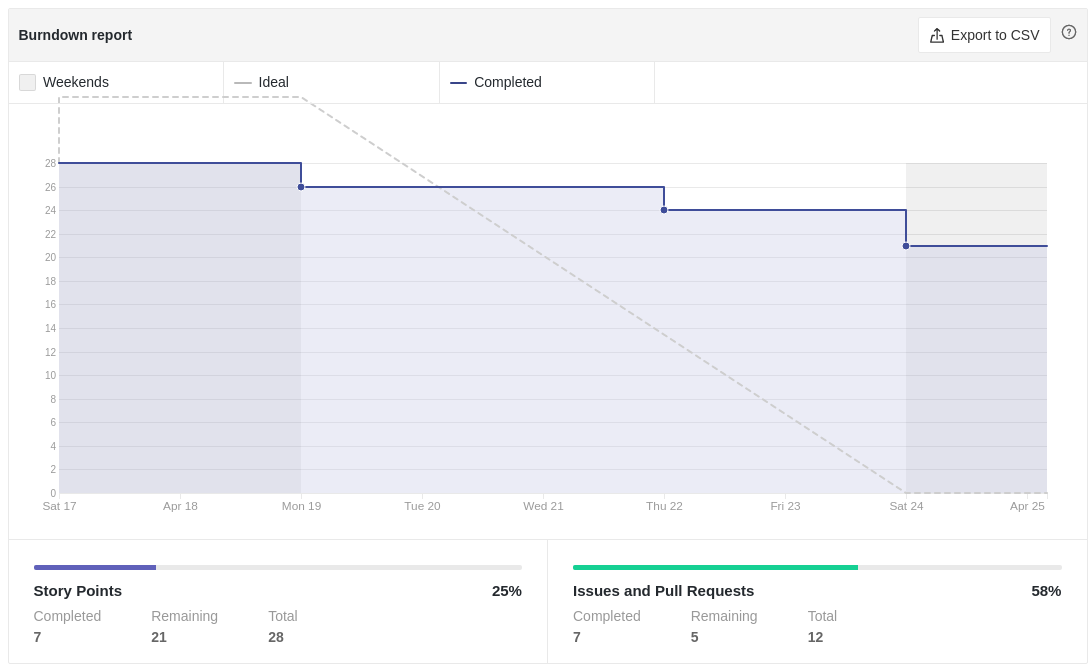 Burndown report
Export to CSV
?
Weekends
Ideal
Completed
28
26
24
22
20
18
16
14
12
10
8
6
4
2
0
Sat 17 Apr 18 Mon 19 Tue 20 Wed 21 Thu 22 Fri 23 Sat 24 Apr 25
Story Points 25%
Completed Remaining Total
7 21 28
Issues and Pull Requests 58%
Completed Remaining Total
7 5 12